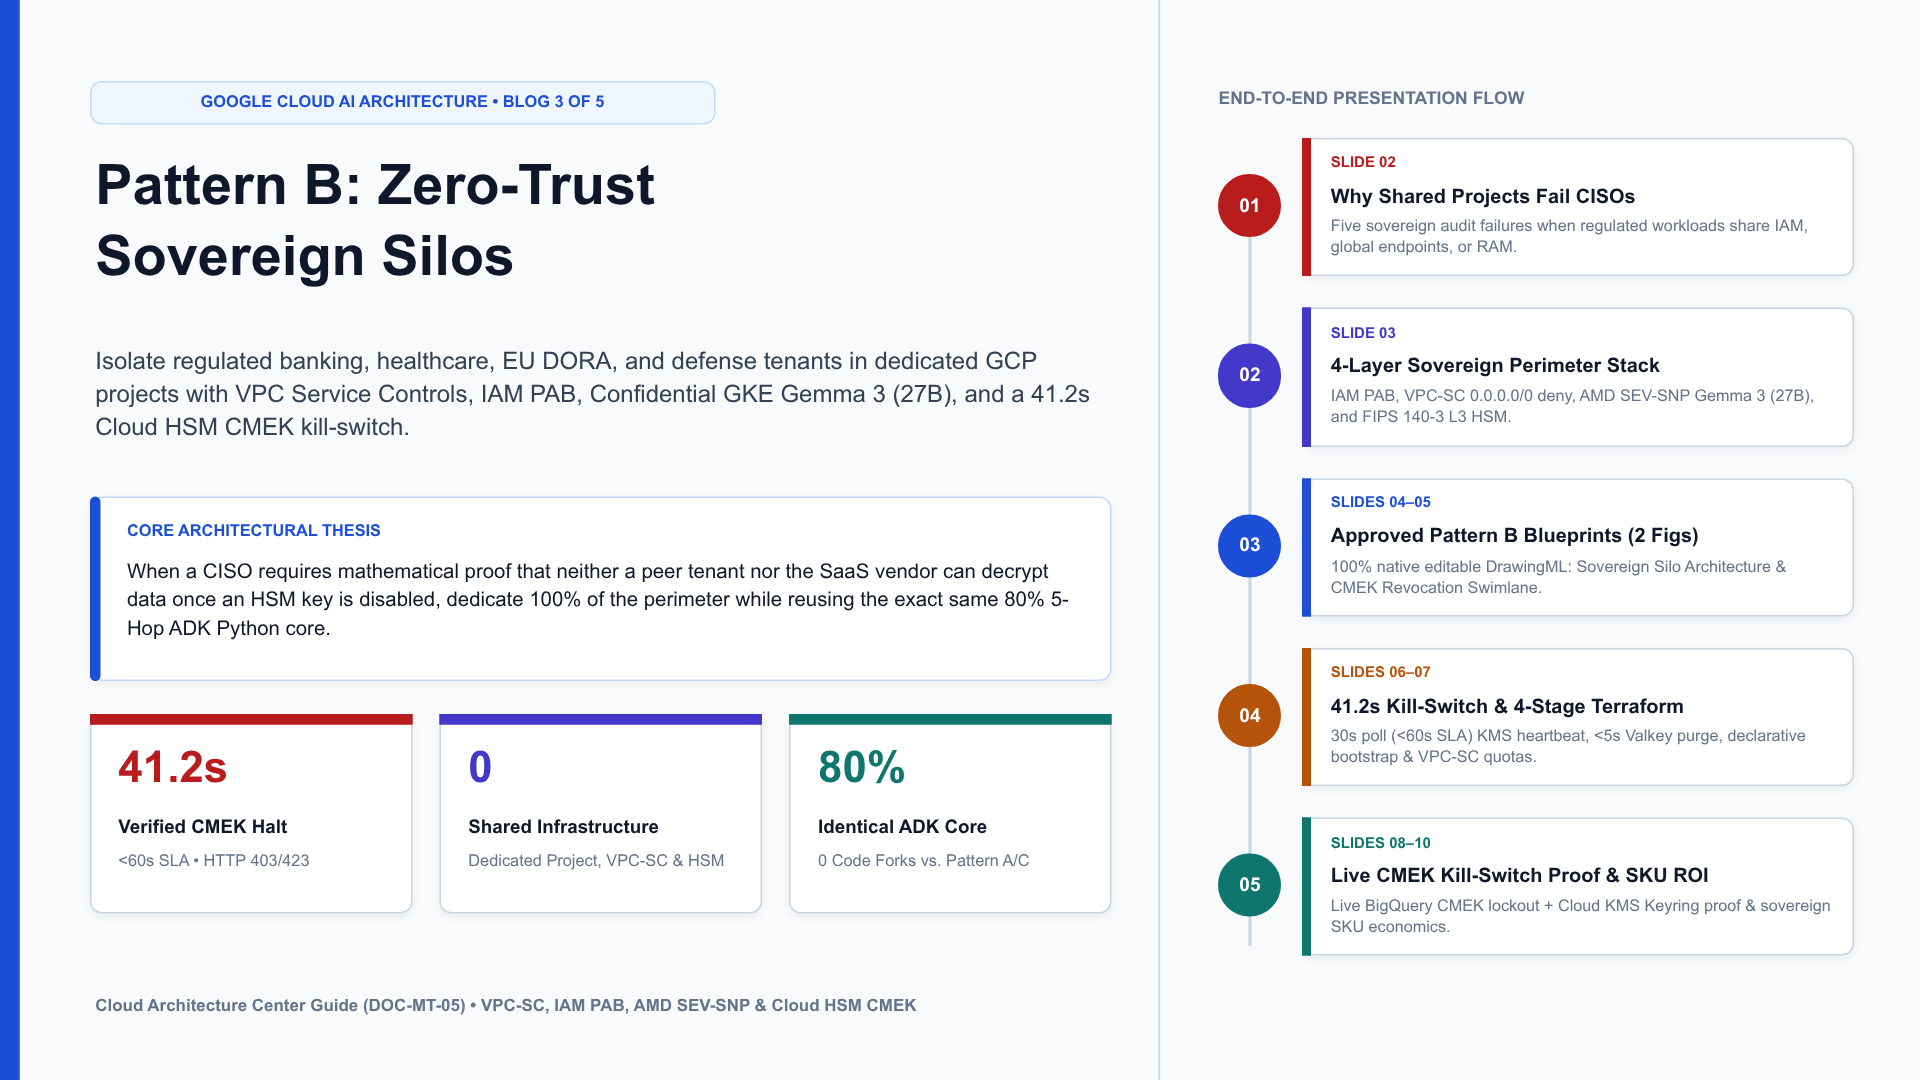 GOOGLE CLOUD AI ARCHITECTURE • BLOG 3 OF 5
Pattern B: Zero-Trust
Sovereign Silos
Isolate regulated banking, healthcare, EU DORA, and defense tenants in dedicated GCP
projects with VPC Service Controls, IAM PAB, Confidential GKE Gemma 3 (27B), and a 41.2s
Cloud HSM CMEK kill-switch.
CORE ARCHITECTURAL THESIS
When a CISO requires mathematical proof that neither a peer tenant nor the SaaS vendor can decrypt
data once an HSM key is disabled, dedicate 100% of the perimeter while reusing the exact same 80% 5-
Hop ADK Python core.
41.2s
Verified CMEK Halt
<60s SLA • HTTP 403/423
0
Shared Infrastructure
Dedicated Project, VPC-SC & HSM
80%
Identical ADK Core
0 Code Forks vs. Pattern A/C
Cloud Architecture Center Guide (DOC-MT-05) • VPC-SC, IAM PAB, AMD SEV-SNP & Cloud HSM CMEK
END-TO-END PRESENTATION FLOW
01
SLIDE 02
Why Shared Projects Fail CISOs
Five sovereign audit failures when regulated workloads share IAM,
global endpoints, or RAM.
02
SLIDE 03
4-Layer Sovereign Perimeter Stack
IAM PAB, VPC-SC 0.0.0.0/0 deny, AMD SEV-SNP Gemma 3 (27B),
and FIPS 140-3 L3 HSM.
03
SLIDES 04–05
Approved Pattern B Blueprints (2 Figs)
100% native editable DrawingML: Sovereign Silo Architecture &
CMEK Revocation Swimlane.
04
SLIDES 06–07
41.2s Kill-Switch & 4-Stage Terraform
30s poll (<60s SLA) KMS heartbeat, <5s Valkey purge, declarative
bootstrap & VPC-SC quotas.
05
SLIDES 08–10
Live CMEK Kill-Switch Proof & SKU ROI
Live BigQuery CMEK lockout + Cloud KMS Keyring proof & sovereign
SKU economics.